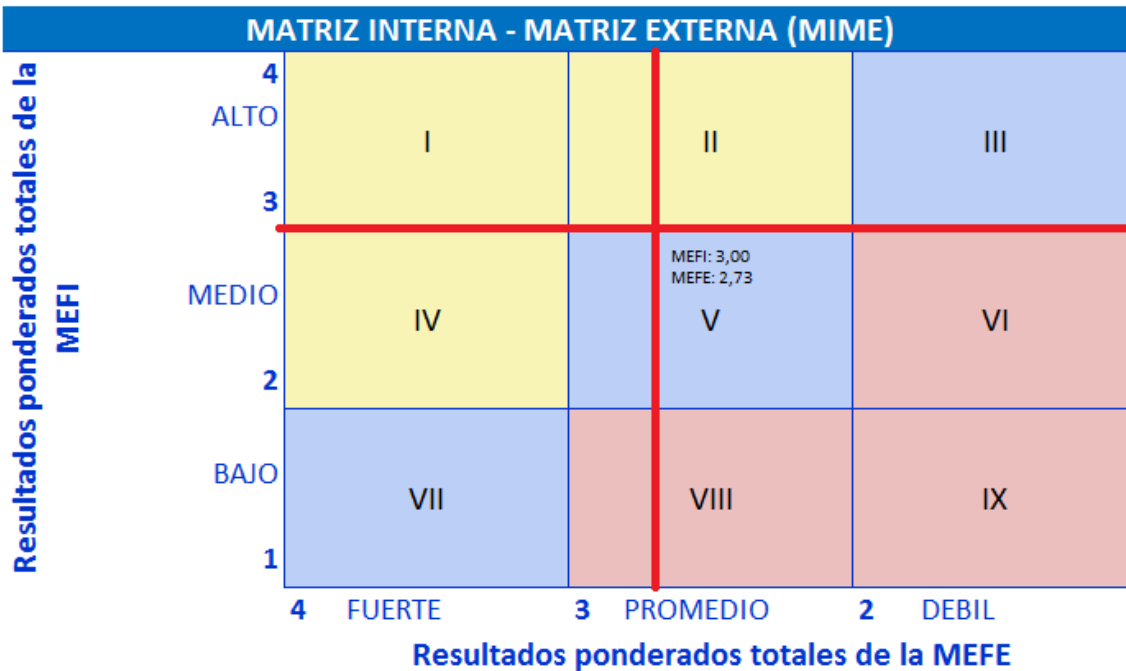 MATRIZ INTERNA - MATRIZ EXTERNA (MIME)
Resultados ponderados totales de la
MEFI
4
ALTO
3
I
II
III
MEDIO
2
IV
MEFI: 3,00
MEFE: 2,73
V
VI
BAJO
1
VII
VIII
IX
4 FUERTE 3 PROMEDIO 2 DEBIL
Resultados ponderados totales de la MEFE